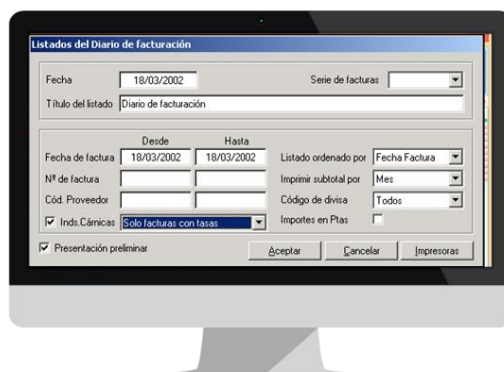 Listados del Diario de facturación
Fecha 18/03/2002 Serie de facturas
Título del listado Diario de facturación
Desde Hasta
Fecha de factura 18/03/2002 18/03/2002 Listado ordenado por Fecha Factura
Nº de factura Imprimir subtotal por Mes
Cód. Proveedor Código de divisa Todos
Inds.Cárnicas Solo facturas con tasas Importes en Ptas
Presentación preliminar Aceptar Cancelar Impresoras